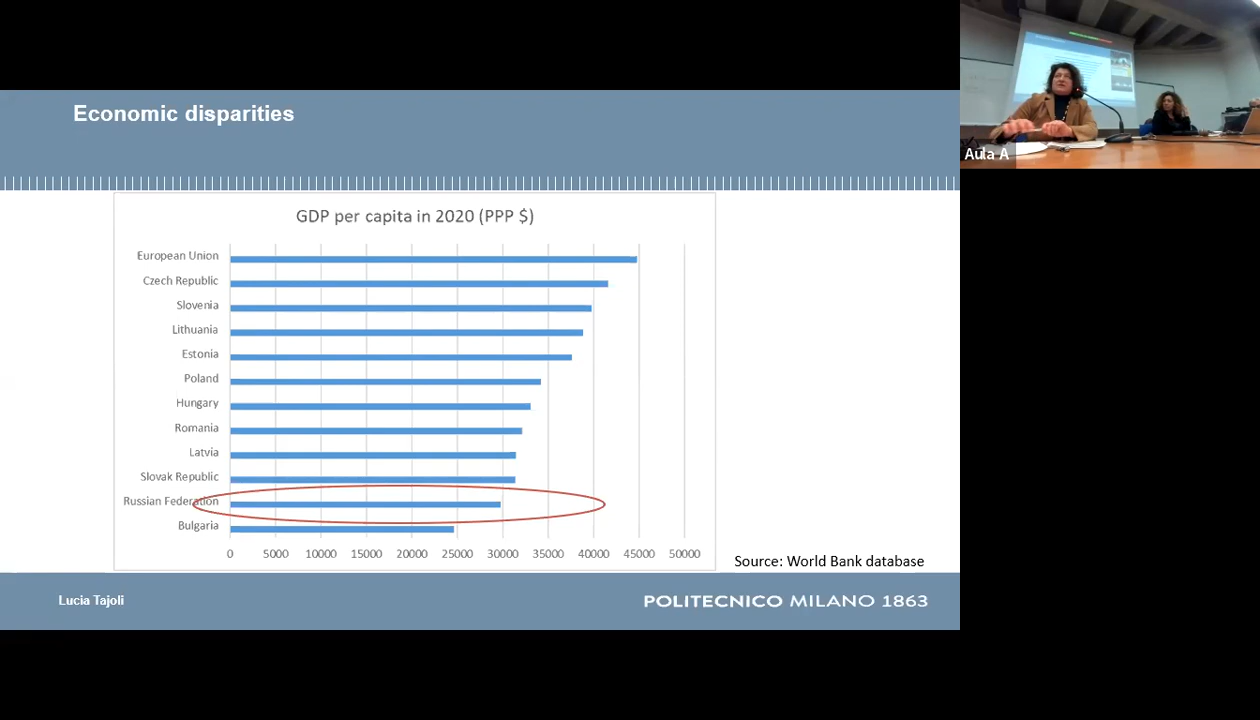 Economic disparities
Aula A
GDP per capita in 2020 (PPP $)
European Union
Czech Republic
Slovenia
Lithuania
Estonia
Poland
Hungary
Romania
Latvia
Slovak Republic
Russian Federation
Bulgaria
0 5000 10000 15000 20000 25000 30000 35000 40000 45000 50000
Source: World Bank database
Lucia Tajoli
POLITECNICO MILANO 1863